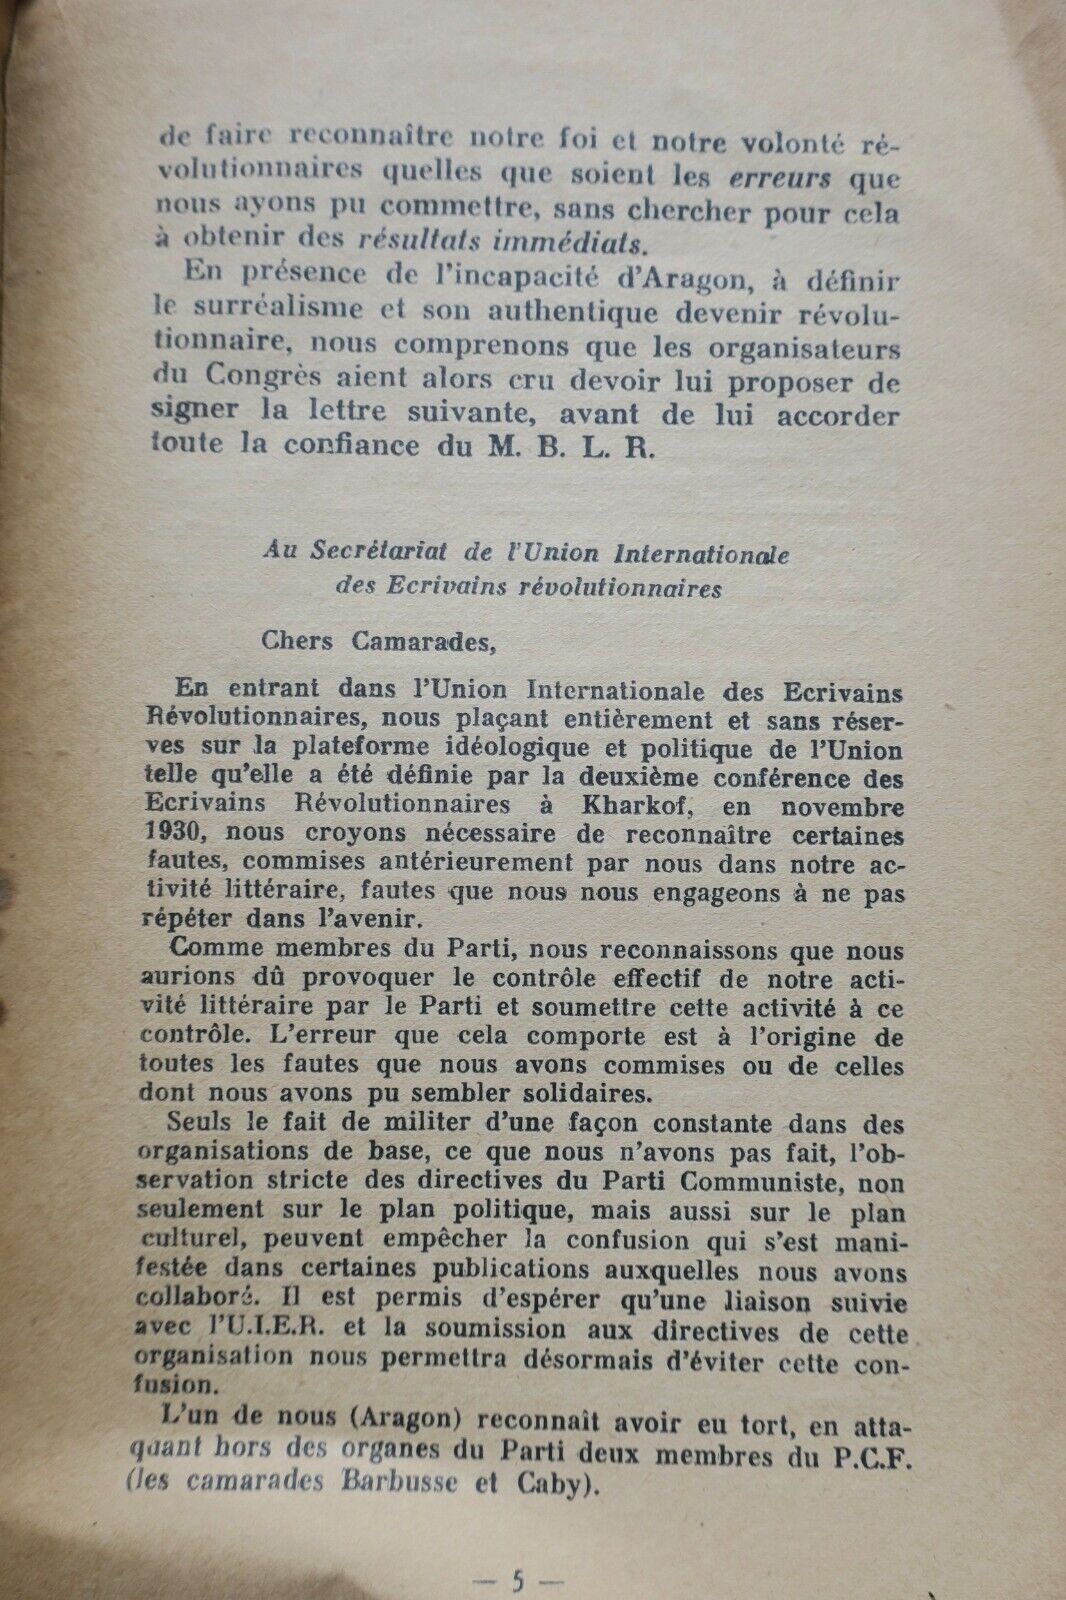 de faire reconnaître notre foi et notre volonté ré-
volutionnaires quelles que soient les erreurs que
nous ayons pu commettre, sans chercher pour cela
à obtenir des résultats immédiats.
En présence de l'incapacité d'Aragon, à définir
le surréalisme et son authentique devenir révolu-
tionnaire, nous comprenons que les organisateurs
du Congrès aient alors cru devoir lui proposer de
signer la lettre suivante, avant de lui accorder
toute la confiance du M. B. L. R.
Au Secrétariat de l'Union Internationale
des Ecrivains révolutionnaires
Chers Camarades,
En entrant dans l'Union Internationale des Ecrivains
Révolutionnaires, nous plaçant entièrement et sans réser-
ves sur la plateforme idéologique et politique de l'Union
telle qu'elle a été définie par la deuxième conférence des
Ecrivains Révolutionnaires à Kharkof, en novembre
1930, nous croyons nécessaire de reconnaître certaines
fautes, commises antérieurement par nous dans notre ac-
tivité littéraire, fautes que nous nous engageons à ne pas
répéter dans l'avenir.
Comme membres du Parti, nous reconnaissons que nous
aurions dû provoquer le contrôle effectif de notre acti-
vité littéraire par le Parti et soumettre cette activité à ce
contrôle. L'erreur que cela comporte est à l'origine de
toutes les fautes que nous avons commises ou de celles
dont nous avons pu sembler solidaires.
Seuls le fait de militer d'une façon constante dans des
organisations de base, ce que nous n'avons pas fait, l'ob-
servation stricte des directives du Parti Communiste, non
seulement sur le plan politique, mais aussi sur le plan
culturel, peuvent empêcher la confusion qui s'est mani-
festée dans certaines publications auxquelles nous avons
collaboré. Il est permis d'espérer qu'une liaison suivie
avec l'U.I.E.R. et la soumission aux directives de cette
organisation nous permettra désormais d'éviter cette con-
fusion.
L'un de nous (Aragon) reconnaît avoir eu tort, en atta-
quant hors des organes du Parti deux membres du P.C.F.
(les camarades Barbusse et Caby).
— 5 —